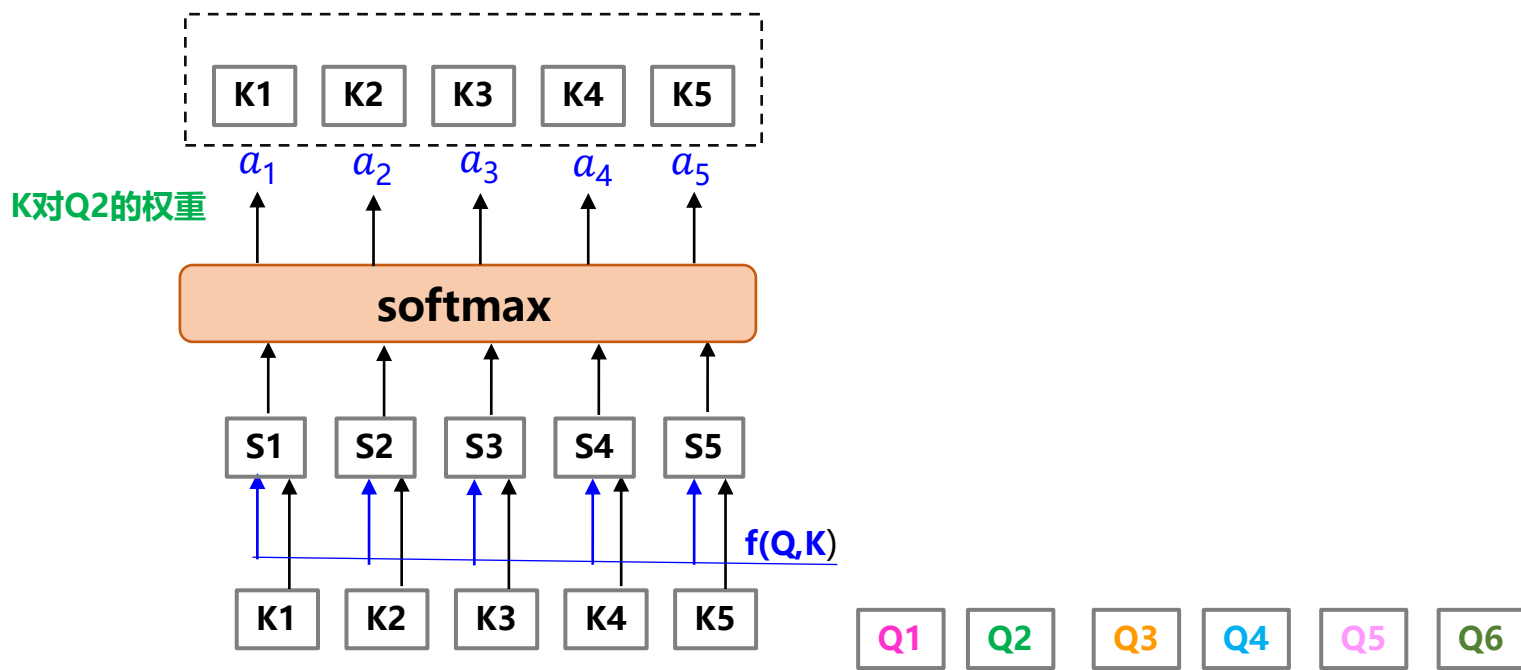 K1 K2 K3 K4 K5
a₁ a₂ a₃ a₄ a₅
K对Q2的权重
softmax
S1 S2 S3 S4 S5
f(Q,K)
K1 K2 K3 K4 K5
Q1 Q2 Q3 Q4 Q5 Q6